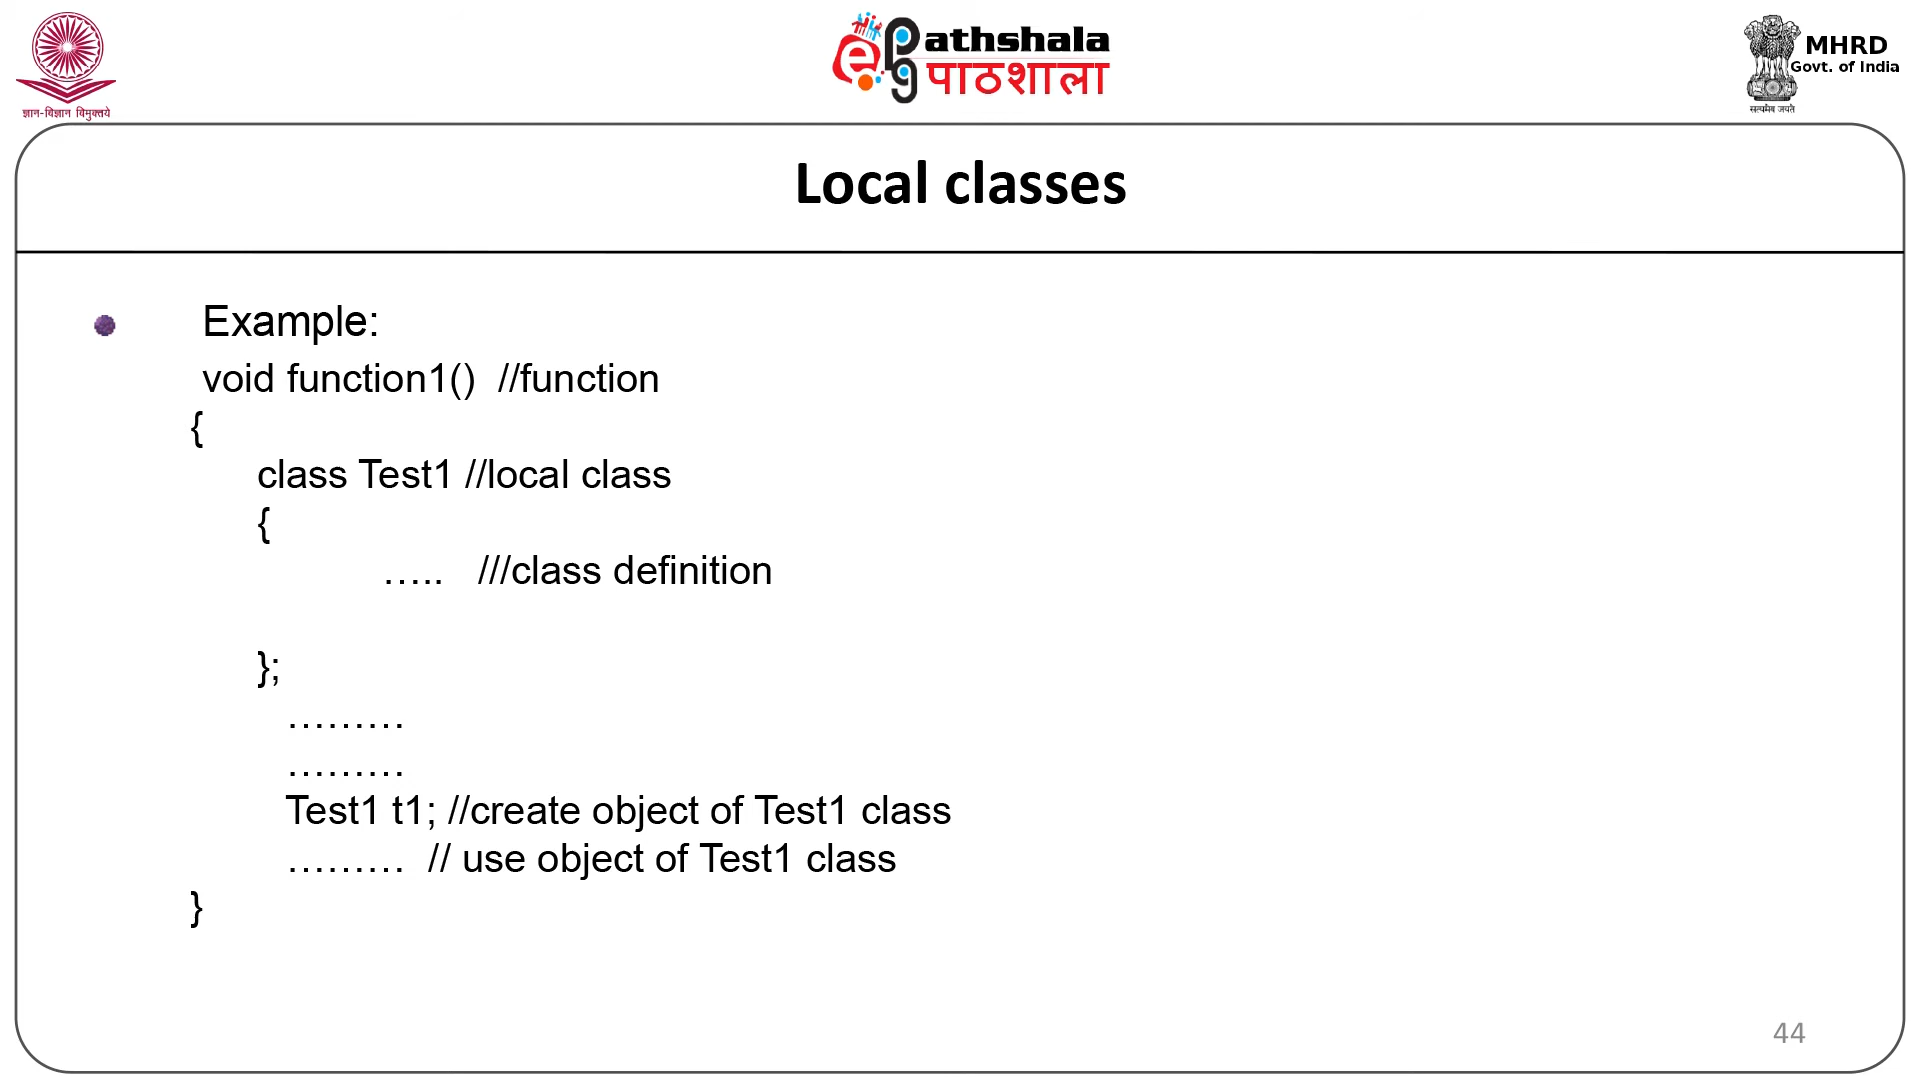 ज्ञान-विज्ञान विमुक्तये
ePathshala
पाठशाला
MHRD
Govt. of India
सत्यमेव जयते
Local classes
Example:
void function1()  //function
{
class Test1 //local class
{
…..   ///class definition
};
………
………
Test1 t1; //create object of Test1 class
………  // use object of Test1 class
}
44